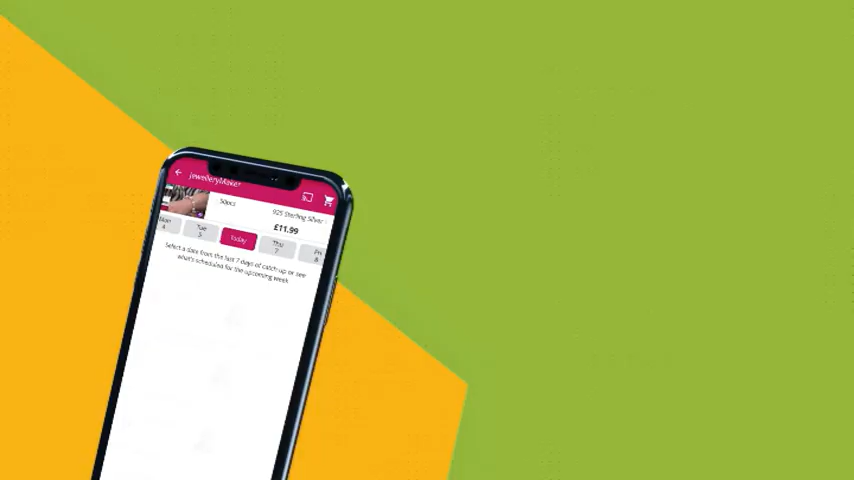 JewelleryMaker
50pcs
925 Sterling Silver
£11.99
Mon
4
Tue
5
Today
Thu
7
Fri
8
Select a date from the last 7 days of catch-up or see
what's scheduled for the upcoming week